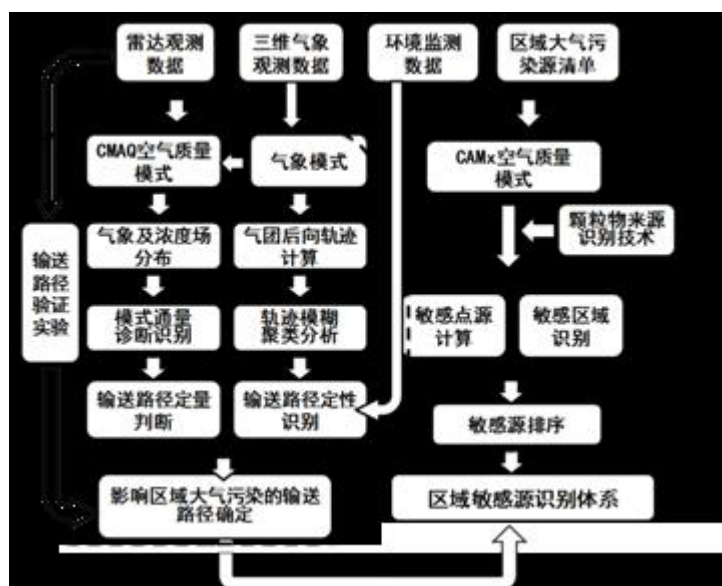 雷达观测
数据
三维气象
观测数据
环境监测
数据
区域大气污
染源清单
CMAQ空气质量
模式
气象模式
CAMx空气质量
模式
颗粒物来源
识别技术
输送
路径
验证
实验
气象及浓度场
分布
气团后向轨迹
计算
模式通量
诊断识别
轨迹模糊
聚类分析
敏感点源
计算
敏感区域
识别
输送路径定量
判断
输送路径定性
识别
敏感源排序
影响区域大气污染的输送
路径确定
区域敏感源识别体系